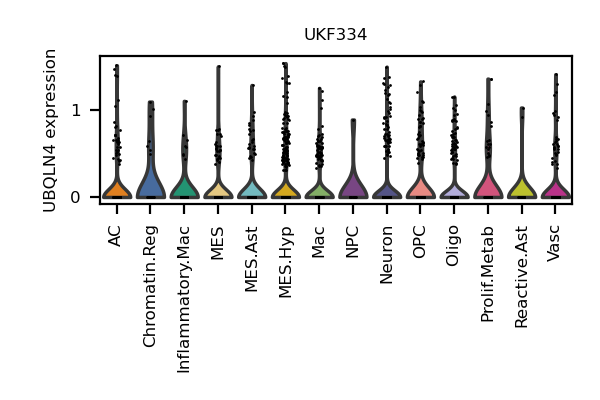 UKF334
UBQLN4 expression
1
0
AC
Chromatin.Reg
Inflammatory.Mac
MES
MES.Ast
MES.Hyp
Mac
NPC
Neuron
OPC
Oligo
Prolif.Metab
Reactive.Ast
Vasc